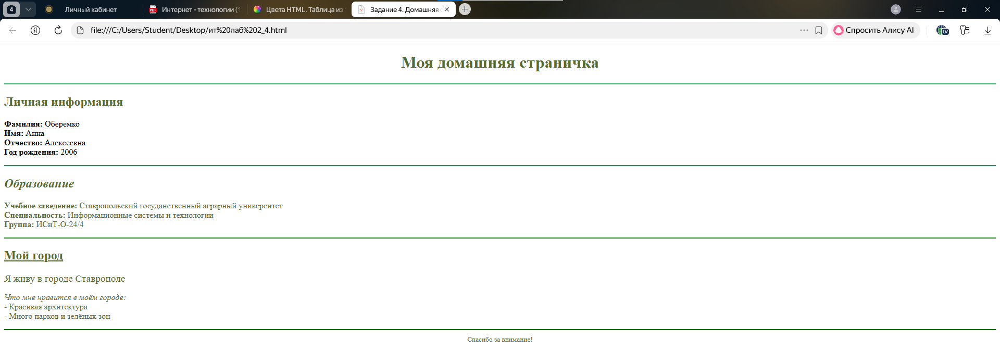 4
Личный кабинет
Интернет - технологии (
Цвета HTML. Таблица из
Задание 4. Домашняя
file:///C:/Users/Student/Desktop/ит%20лаб%202_4.html
Спросить Алису AI
LV
Моя домашняя страничка
Личная информация
Фамилия: Оберемко
Имя: Анна
Отчество: Алексеевна
Год рождения: 2006
Образование
Учебное заведение: Ставропольский государственный аграрный университет
Специальность: Информационные системы и технологии
Группа: ИСиТ-О-24/4
Мой город
Я живу в городе Ставрополе
Что мне нравится в моём городе:
- Красивая архитектура
- Много парков и зелёных зон
Спасибо за внимание!